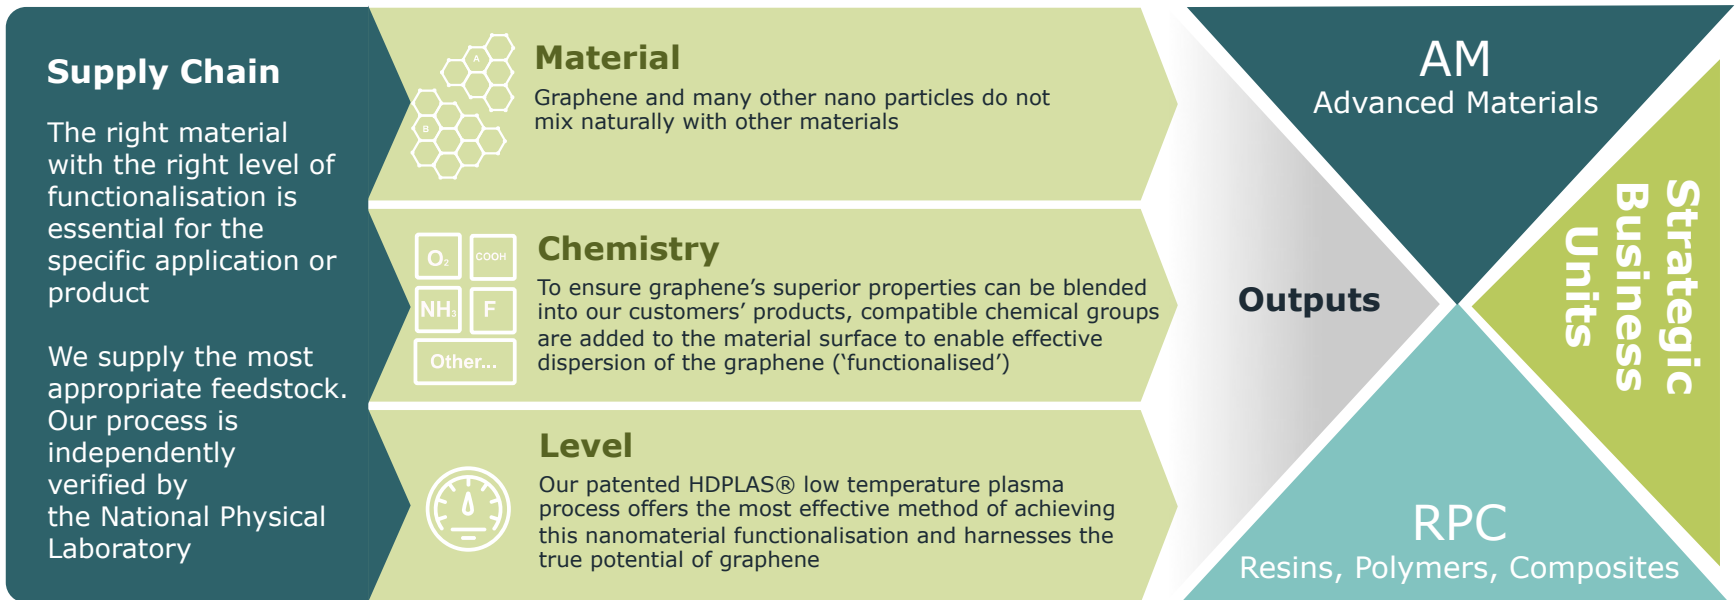 Supply Chain
The right material
with the right level of
functionalisation is
essential for the
specific application or
product
We supply the most
appropriate feedstock.
Our process is
independently
verified by
the National Physical
Laboratory
A
B
Material
Graphene and many other nano particles do not
mix naturally with other materials
O₂
COOH
NH₃
F
Other...
Chemistry
To ensure graphene’s superior properties can be blended
into our customers’ products, compatible chemical groups
are added to the material surface to enable effective
dispersion of the graphene (‘functionalised’)
Level
Our patented HDPLAS® low temperature plasma
process offers the most effective method of achieving
this nanomaterial functionalisation and harnesses the
true potential of graphene
Outputs
AM
Advanced Materials
Strategic
Business
Units
RPC
Resins, Polymers, Composites